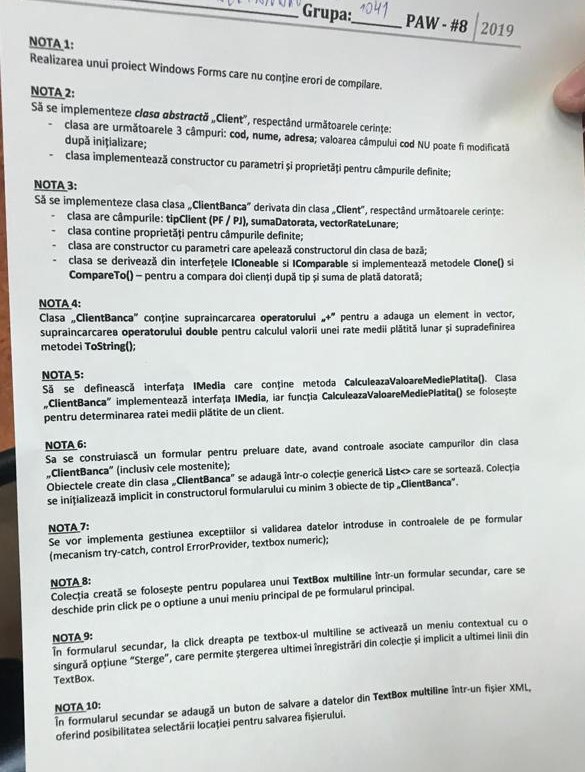 Grupa: 1041 PAW - #8 2019
NOTA 1:
Realizarea unui proiect Windows Forms care nu conține erori de compilare.
NOTA 2:
Să se implementeze clasa abstractă „Client”, respectând următoarele cerințe:
- clasa are următoarele 3 câmpuri: cod, nume, adresa; valoarea câmpului cod NU poate fi modificată
după inițializare;
- clasa implementează constructor cu parametri și proprietăți pentru câmpurile definite;
NOTA 3:
Să se implementeze clasa clasa „ClientBanca” derivata din clasa „Client”, respectând următoarele cerințe:
- clasa are câmpurile: tipClient (PF / PJ), sumaDatorata, vectorRateLunare;
- clasa contine proprietăți pentru câmpurile definite;
- clasa are constructor cu parametri care apelează constructorul din clasa de bază;
- clasa se derivează din interfețele ICloneable si IComparable si implementează metodele Clone() si
CompareTo() – pentru a compara doi clienți după tip și suma de plată datorată;
NOTA 4:
Clasa „ClientBanca” conține supraincarcarea operatorului „+” pentru a adauga un element in vector,
supraincarcarea operatorului double pentru calculul valorii unei rate medii plătită lunar și supradefinirea
metodei ToString();
NOTA 5:
Să se definească interfața IMedia care conține metoda CalculeazaValoareMediePlatita(). Clasa
„ClientBanca” implementează interfața IMedia, iar funcția CalculeazaValoareMediePlatita() se folosește
pentru determinarea ratei medii plătite de un client.
NOTA 6:
Sa se construiască un formular pentru preluare date, avand controale asociate campurilor din clasa
„ClientBanca” (inclusiv cele mostenite);
Obiectele create din clasa „ClientBanca” se adaugă într-o colecție generică List<> care se sortează. Colecția
se inițializează implicit in constructorul formularului cu minim 3 obiecte de tip „ClientBanca”.
NOTA 7:
Se vor implementa gestiunea exceptiilor si validarea datelor introduse in controalele de pe formular
(mecanism try-catch, control ErrorProvider, textbox numeric);
NOTA 8:
Colecția creată se folosește pentru popularea unui TextBox multiline într-un formular secundar, care se
deschide prin click pe o optiune a unui meniu principal de pe formularul principal.
NOTA 9:
În formularul secundar, la click dreapta pe textbox-ul multiline se activează un meniu contextual cu o
singură opțiune “Sterge”, care permite ștergerea ultimei înregistrări din colecție și implicit a ultimei linii din
TextBox.
NOTA 10:
În formularul secundar se adaugă un buton de salvare a datelor din TextBox multiline într-un fișier XML,
oferind posibilitatea selectării locației pentru salvarea fișierului.